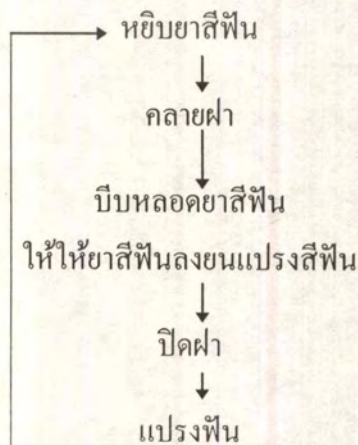 หยิบยาสีฟัน
คลายฝา
บีบหลอดยาสีฟัน
ให้ให้ยาสีฟันลงยนแปรงสีฟัน
ปิดฝา
แปรงฟัน